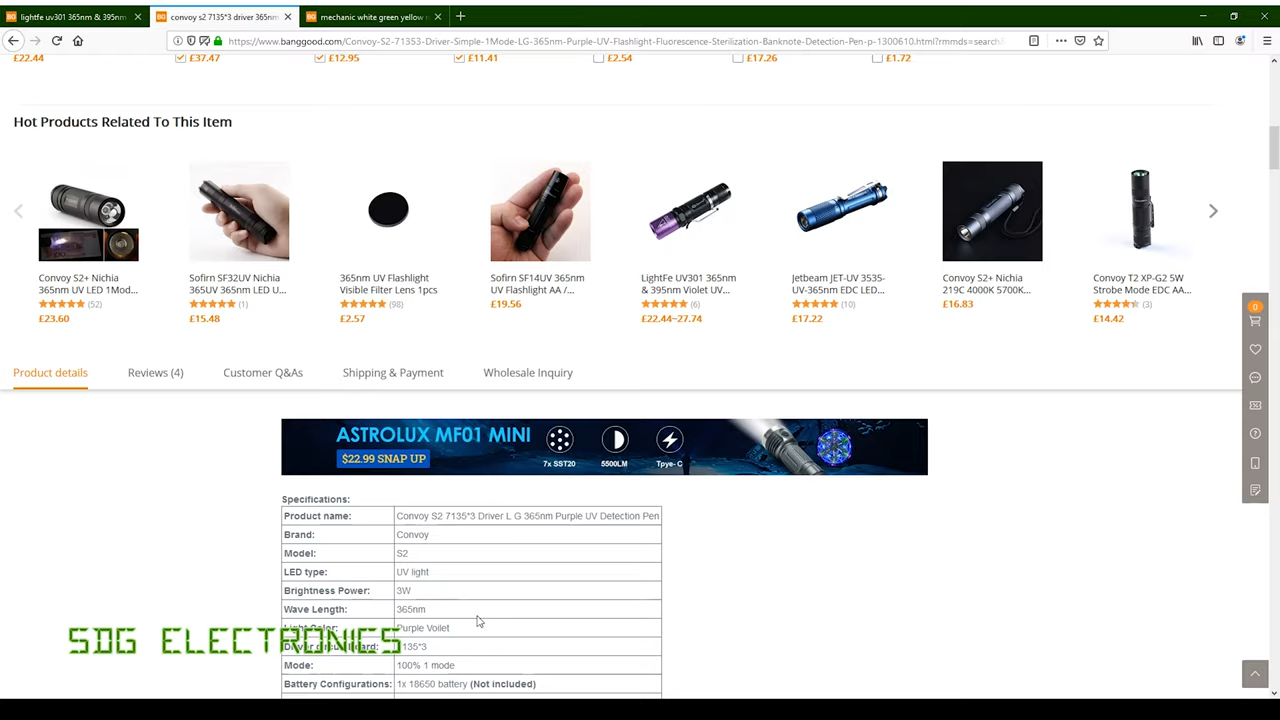 lightfe uv301 365nm & 395nm
convoy s2 7135*3 driver 365nm
mechanic white green yellow r
https://www.banggood.com/Convoy-S2-71353-Driver-Simple-1Mode-LG-365nm-Purple-UV-Flashlight-Fluorescence-Sterilization-Banknote-Detection-Pen-p-1300610.html?rmmds=search
£22.44
£37.47
£12.95
£11.41
£2.54
£17.26
£1.72
Hot Products Related To This Item
Convoy S2+ Nichia
365nm UV LED 1Mod...
(52)
£23.60
Sofirn SF32UV Nichia
365UV 365nm LED U...
(1)
£15.48
365nm UV Flashlight
Visible Filter Lens 1pcs
(98)
£2.57
Sofirn SF14UV 365nm
UV Flashlight AA /...
£19.56
LightFe UV301 365nm
& 395nm Violet UV...
(6)
£22.44~27.74
Jetbeam JET-UV 3535-
UV-365nm EDC LED...
(10)
£17.22
Convoy S2+ Nichia
219C 4000K 5700K...
£16.83
Convoy T2 XP-G2 5W
Strobe Mode EDC AA...
(3)
£14.42
0
Product details
Reviews (4)
Customer Q&As
Shipping & Payment
Wholesale Inquiry
ASTROLUX MF01 MINI
$22.99 SNAP UP
7x SST20
5500LM
Tpye- C
Specifications:
Product name: Convoy S2 7135*3 Driver L G 365nm Purple UV Detection Pen
Brand: Convoy
Model: S2
LED type: UV light
Brightness Power: 3W
Wave Length: 365nm
Light Color: Purple Voilet
SDG ELECTRONICS
Mode: 100% 1 mode
Battery Configurations: 1x 18650 battery (Not included)